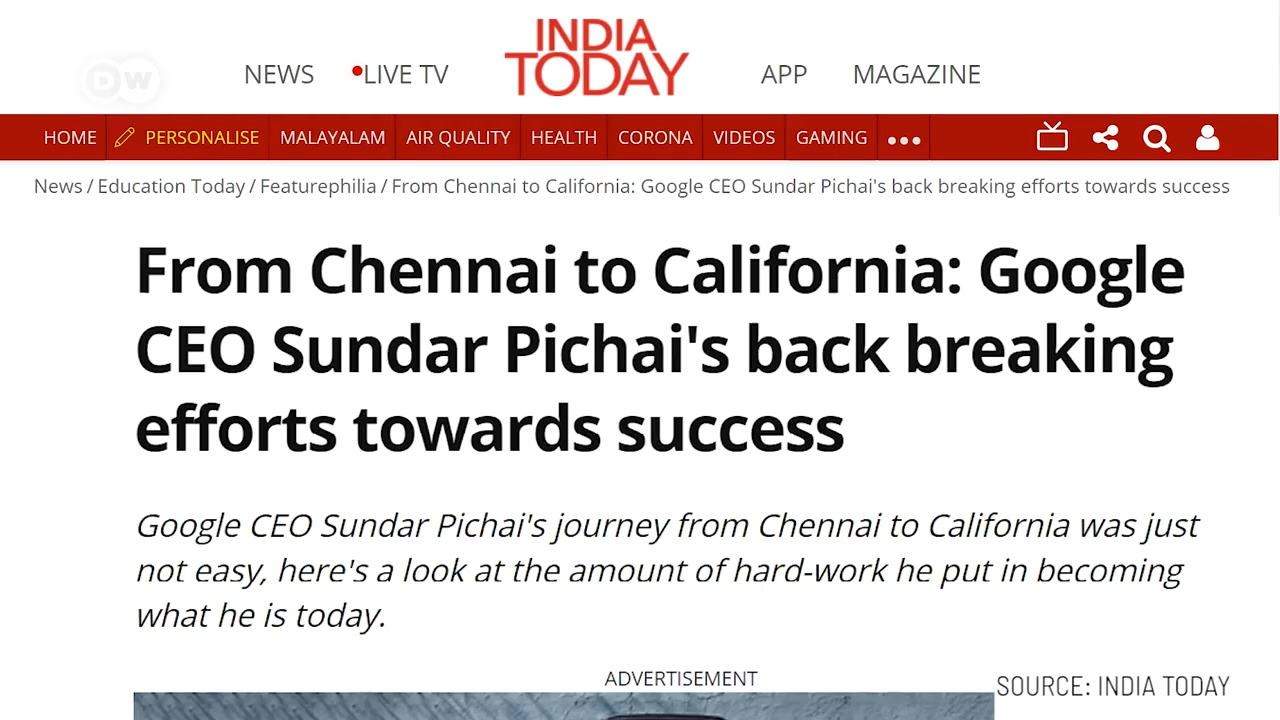 DW
NEWS
LIVE TV
INDIA
TODAY
APP
MAGAZINE
HOME
PERSONALISE
MALAYALAM
AIR QUALITY
HEALTH
CORONA
VIDEOS
GAMING
News / Education Today / Featurephilia / From Chennai to California: Google CEO Sundar Pichai's back breaking efforts towards success
From Chennai to California: Google
CEO Sundar Pichai's back breaking
efforts towards success
Google CEO Sundar Pichai's journey from Chennai to California was just
not easy, here's a look at the amount of hard-work he put in becoming
what he is today.
ADVERTISEMENT
SOURCE: INDIA TODAY